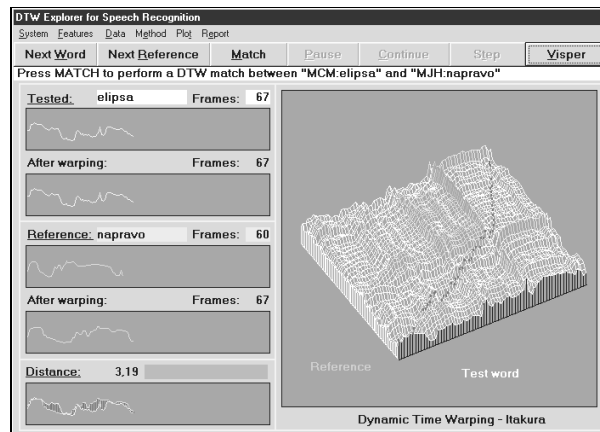 DTW Explorer for Speech Recognition
System Features Data Method Plot Report
Next Word Next Reference Match Pause Continue Step Visper
Press MATCH to perform a DTW match between "MCM:elipsa" and "MJH:napravo"
Tested: elipsa Frames: 67
After warping: Frames: 67
Reference: napravo Frames: 60
After warping: Frames: 67
Distance: 3,19
Reference Test word
Dynamic Time Warping - Itakura